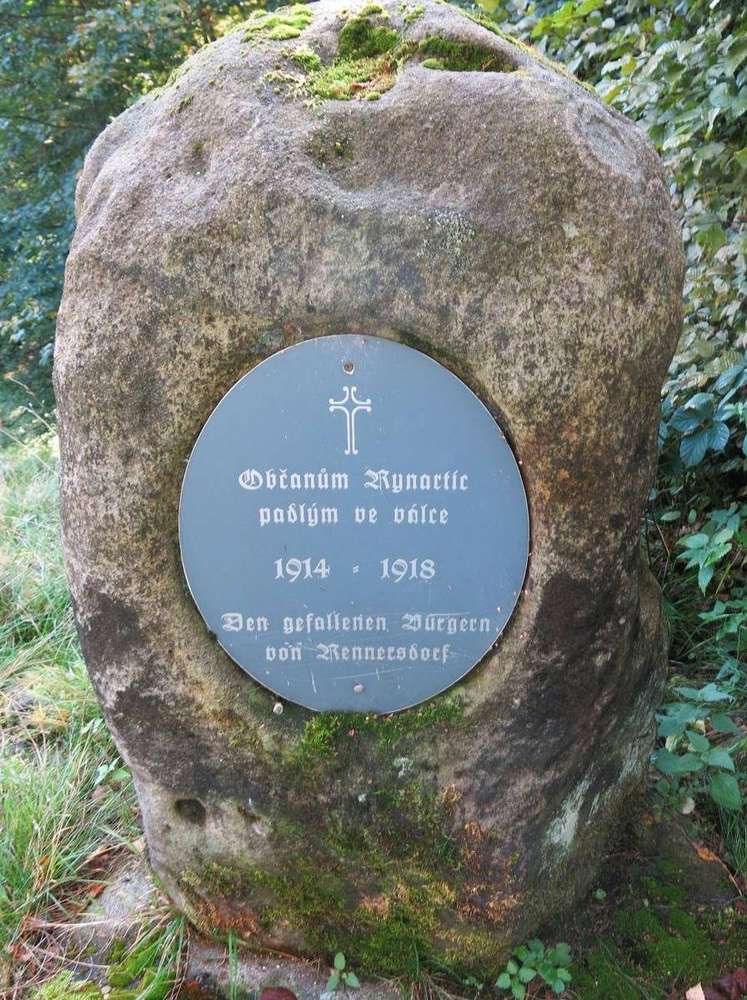 Občanům Rynartic
padlým ve válce
1914 - 1918
Den gefallenen Bürgern
von Rennersdorf